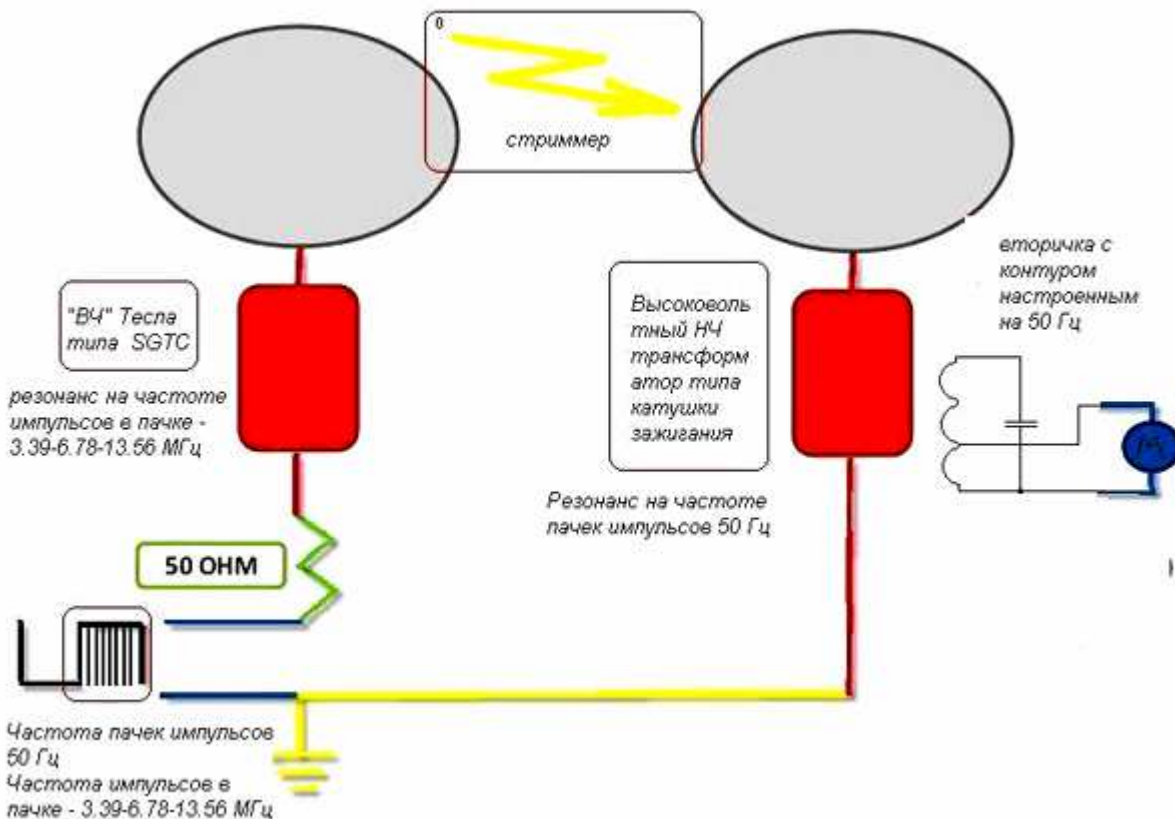 0
стриммер
"ВЧ" Тесла
типа SGTC
резонанс на частоте
импульсов в пачке -
3.39-6.78-13.56 МГц
Высоковоль
тный НЧ
трансформ
атор типа
катушки
зажигания
вторичка с
контуром
настроенным
на 50 Гц
Резонанс на частоте
пачек импульсов 50 Гц
50 OHM
Частота пачек импульсов
50 Гц
Частота импульсов в
пачке - 3.39-6.78-13.56 МГц